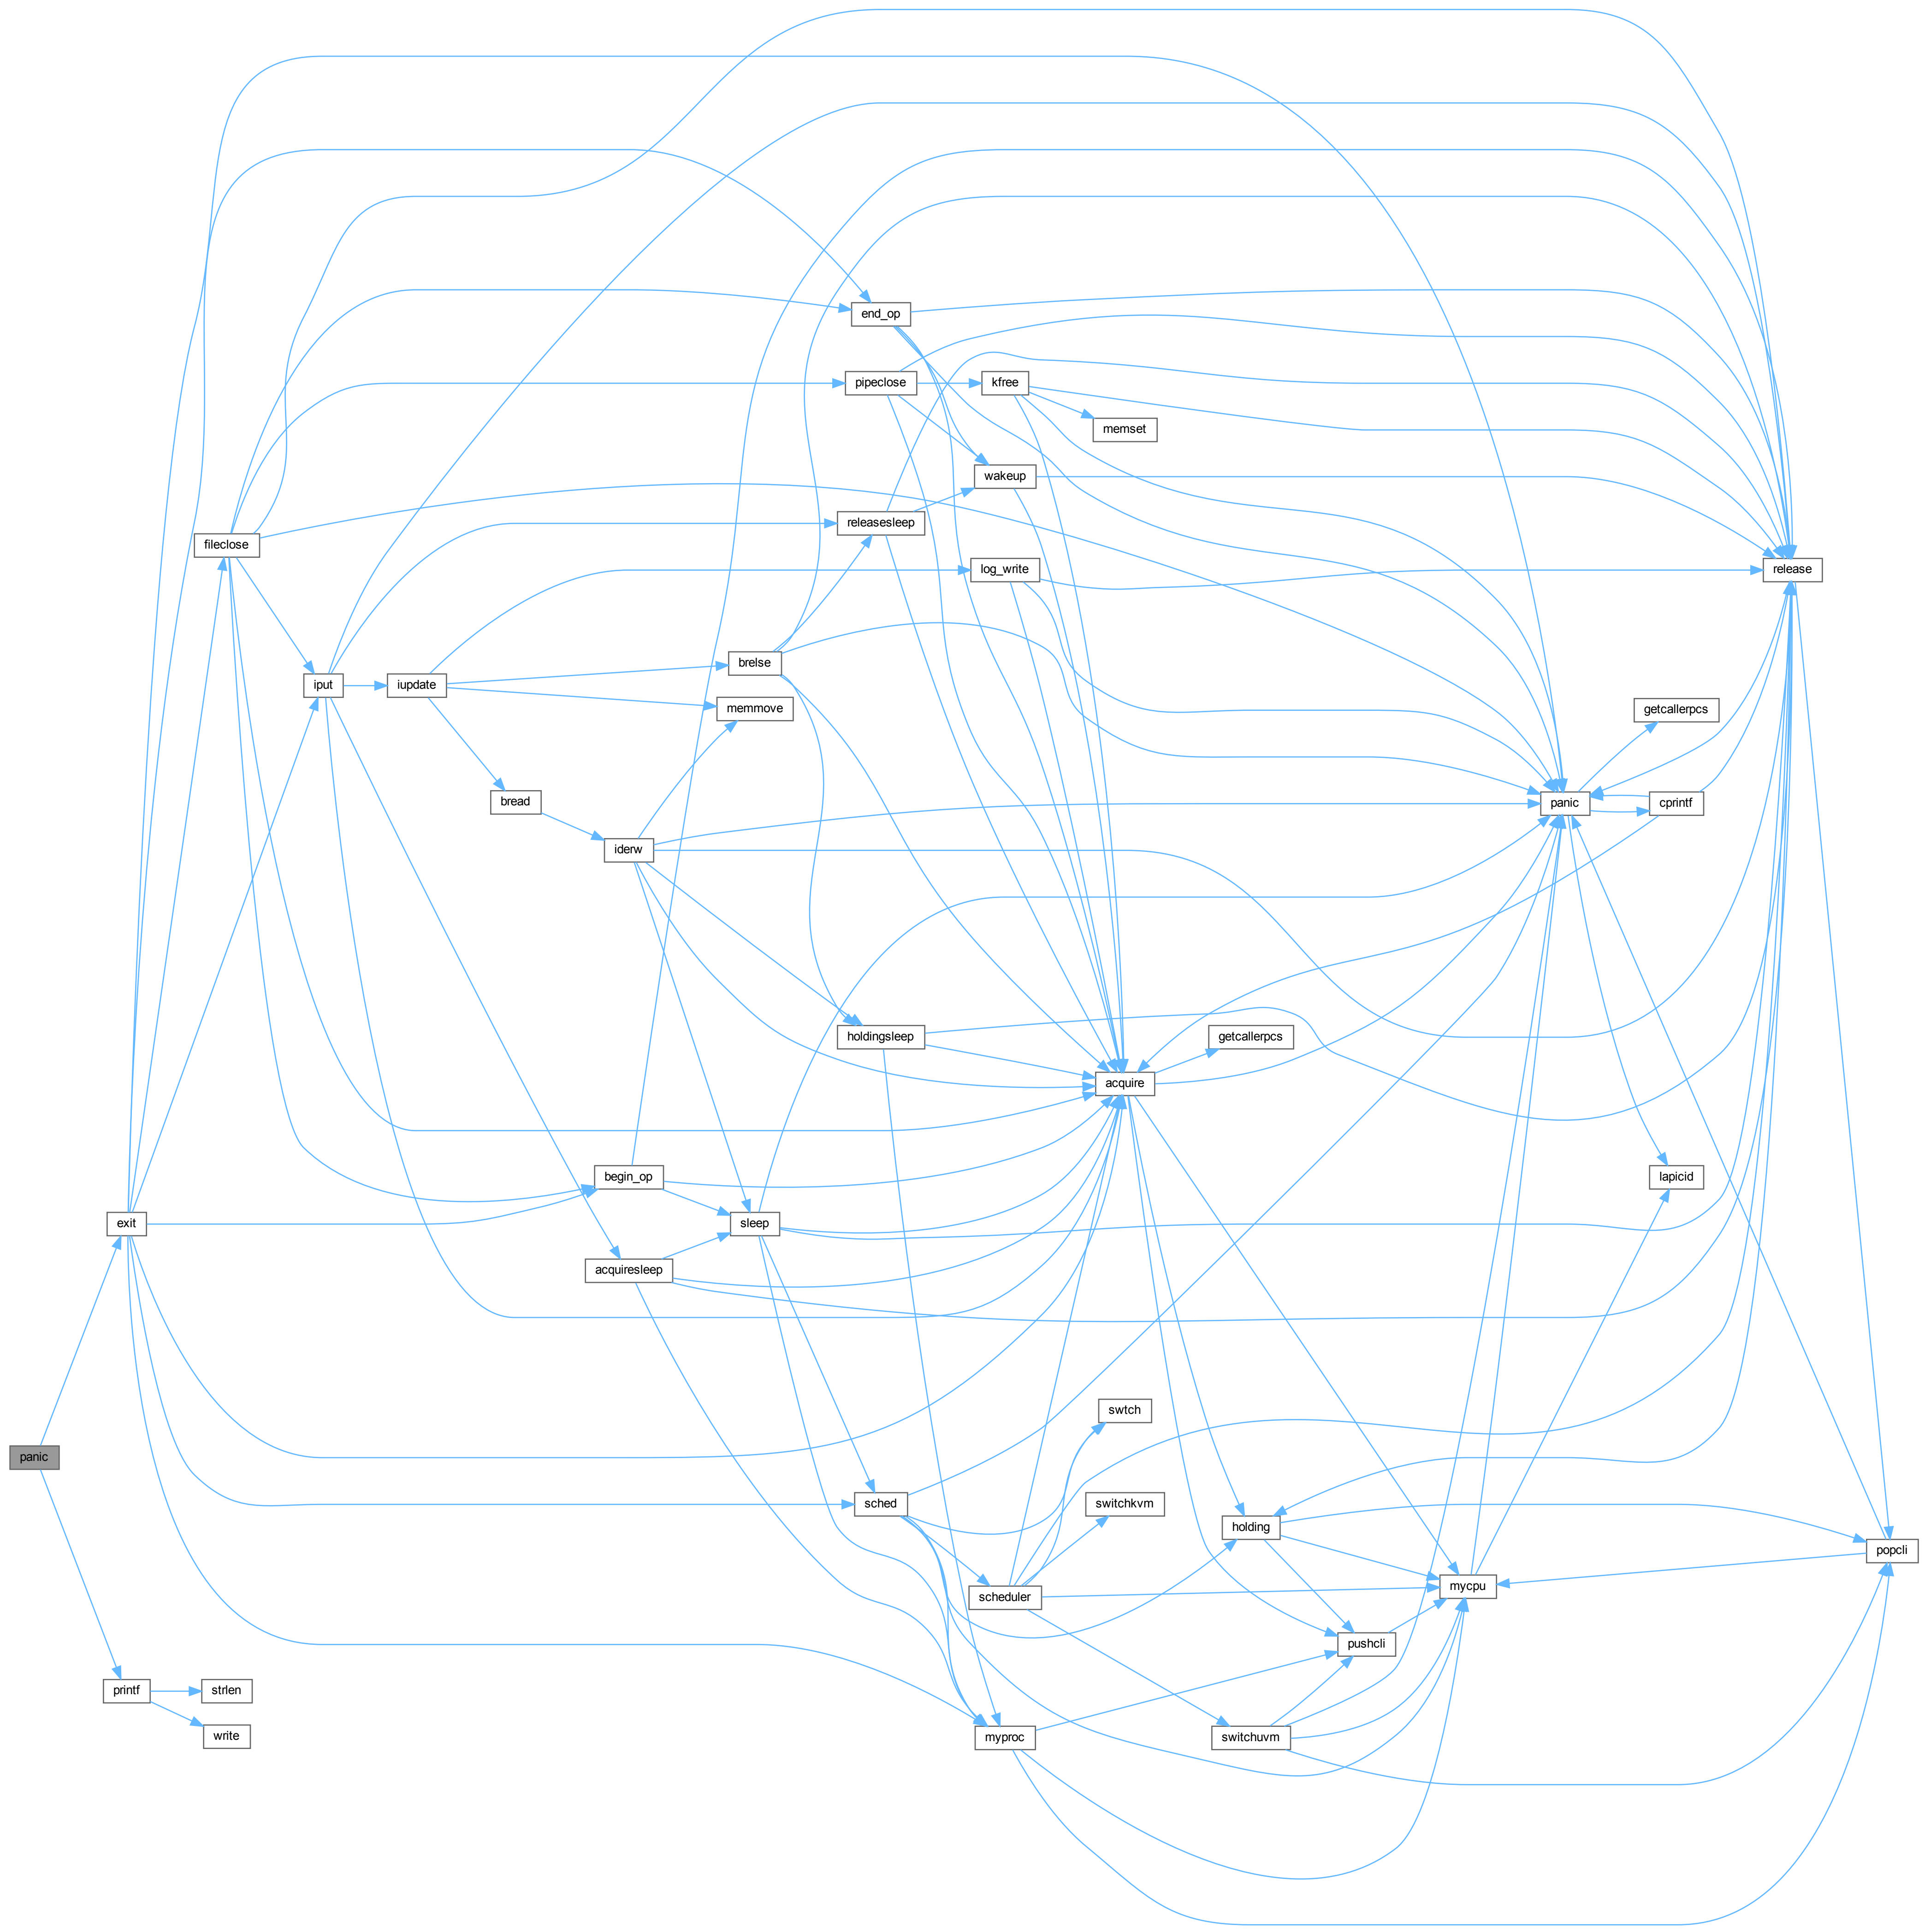 end_op
pipeclose
kfree
memset
wakeup
releasesleep
fileclose
log_write
release
brelse
iput
iupdate
memmove
getcallerpcs
bread
panic
cprintf
iderw
holdingsleep
getcallerpcs
acquire
begin_op
lapicid
exit
sleep
acquiresleep
swtch
panic
sched
switchkvm
holding
popcli
scheduler
mycpu
pushcli
printf
strlen
write
myproc
switchuvm